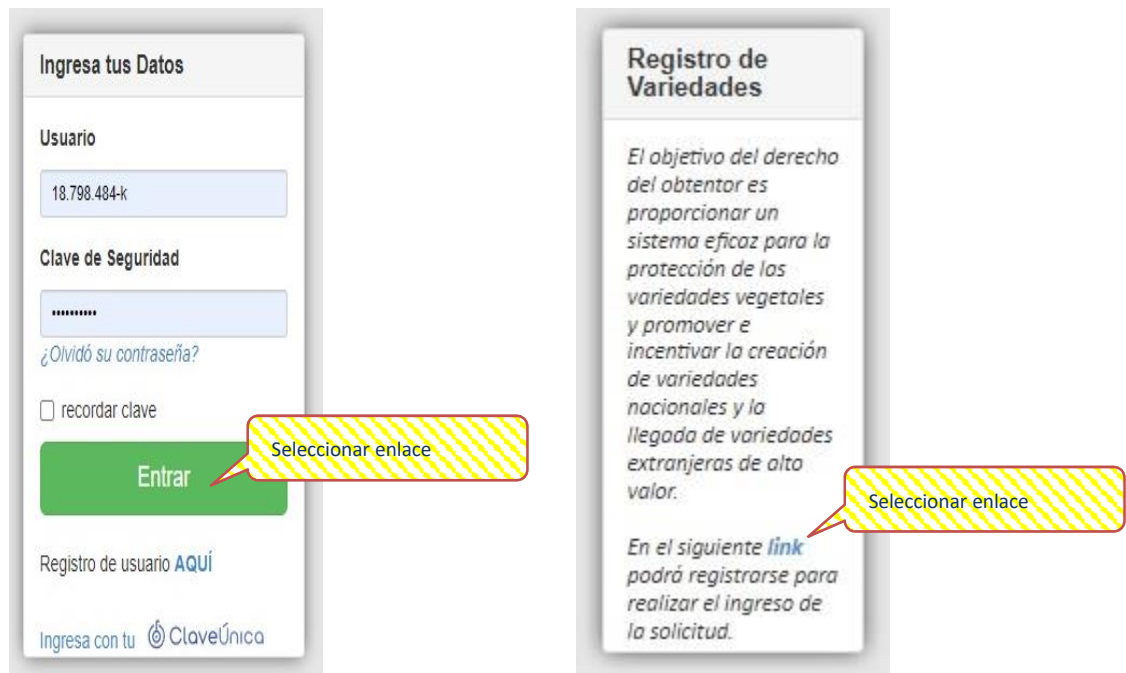 Ingresa tus Datos
Usuario
18.798.484-k
Clave de Seguridad
••••••••••
¿Olvidó su contraseña?
recordar clave
Entrar
Seleccionar enlace
Registro de usuario AQUÍ
Ingresa con tu ClaveÚnica
Registro de
Variedades
El objetivo del derecho
del obtentor es
proporcionar un
sistema eficaz para la
protección de las
variedades vegetales
y promover e
incentivar la creación
de variedades
nacionales y la
llegada de variedades
extranjeras de alto
valor.
Seleccionar enlace
En el siguiente link
podrá registrarse para
realizar el ingreso de
la solicitud.